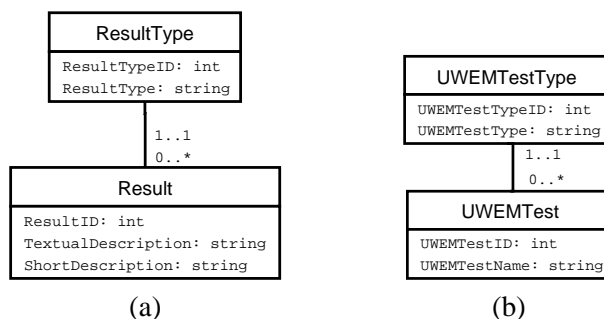 ResultType
ResultTypeID: int
ResultType: string
1..1
0..*
Result
ResultID: int
TextualDescription: string
ShortDescription: string
(a)
UWEMTestType
UWEMTestTypeID: int
UWEMTestType: string
1..1
0..*
UWEMTest
UWEMTestID: int
UWEMTestName: string
(b)